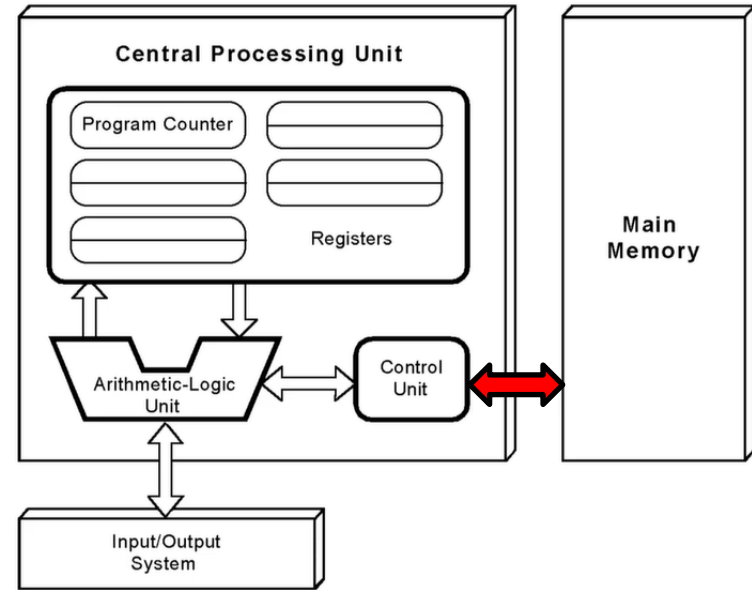 Central Processing Unit
Program Counter
Registers
Main
Memory
Arithmetic-Logic
Unit
Control
Unit
Input/Output
System